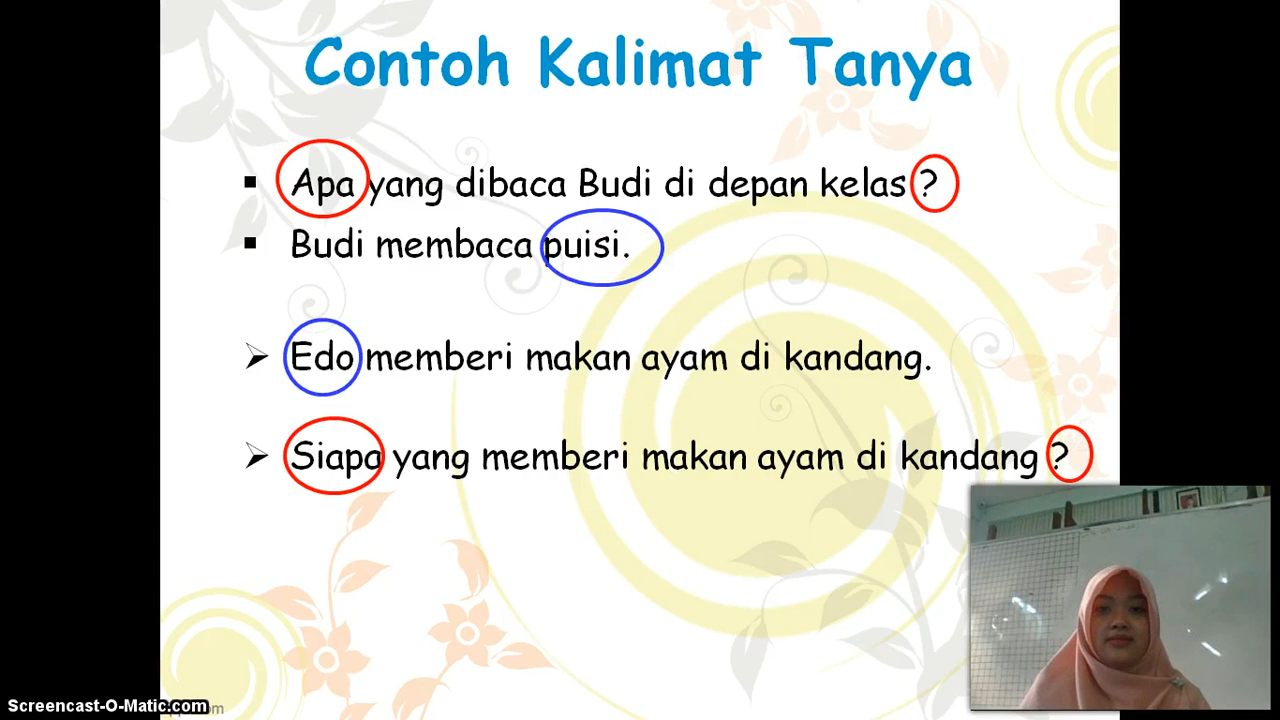 Contoh Kalimat Tanya
Apa yang dibaca Budi di depan kelas ?
Budi membaca puisi.
Edo memberi makan ayam di kandang.
Siapa yang memberi makan ayam di kandang ?
Screencast-O-Matic.com